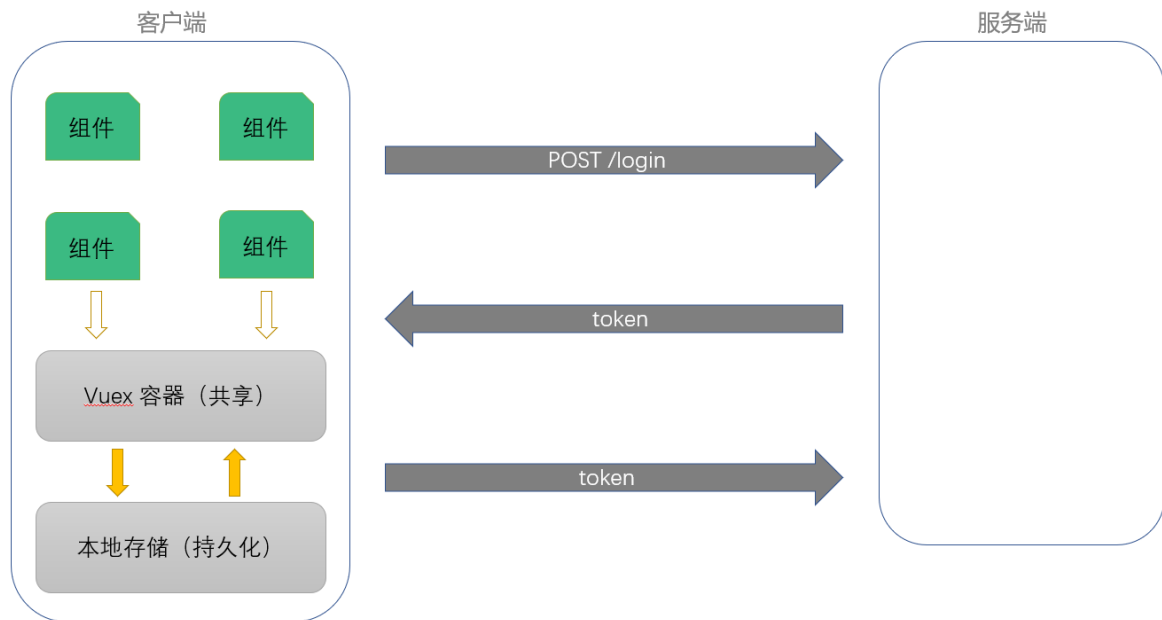 客户端
服务端
组件
组件
POST /login
组件
组件
token
Vuex 容器（共享）
token
本地存储（持久化）